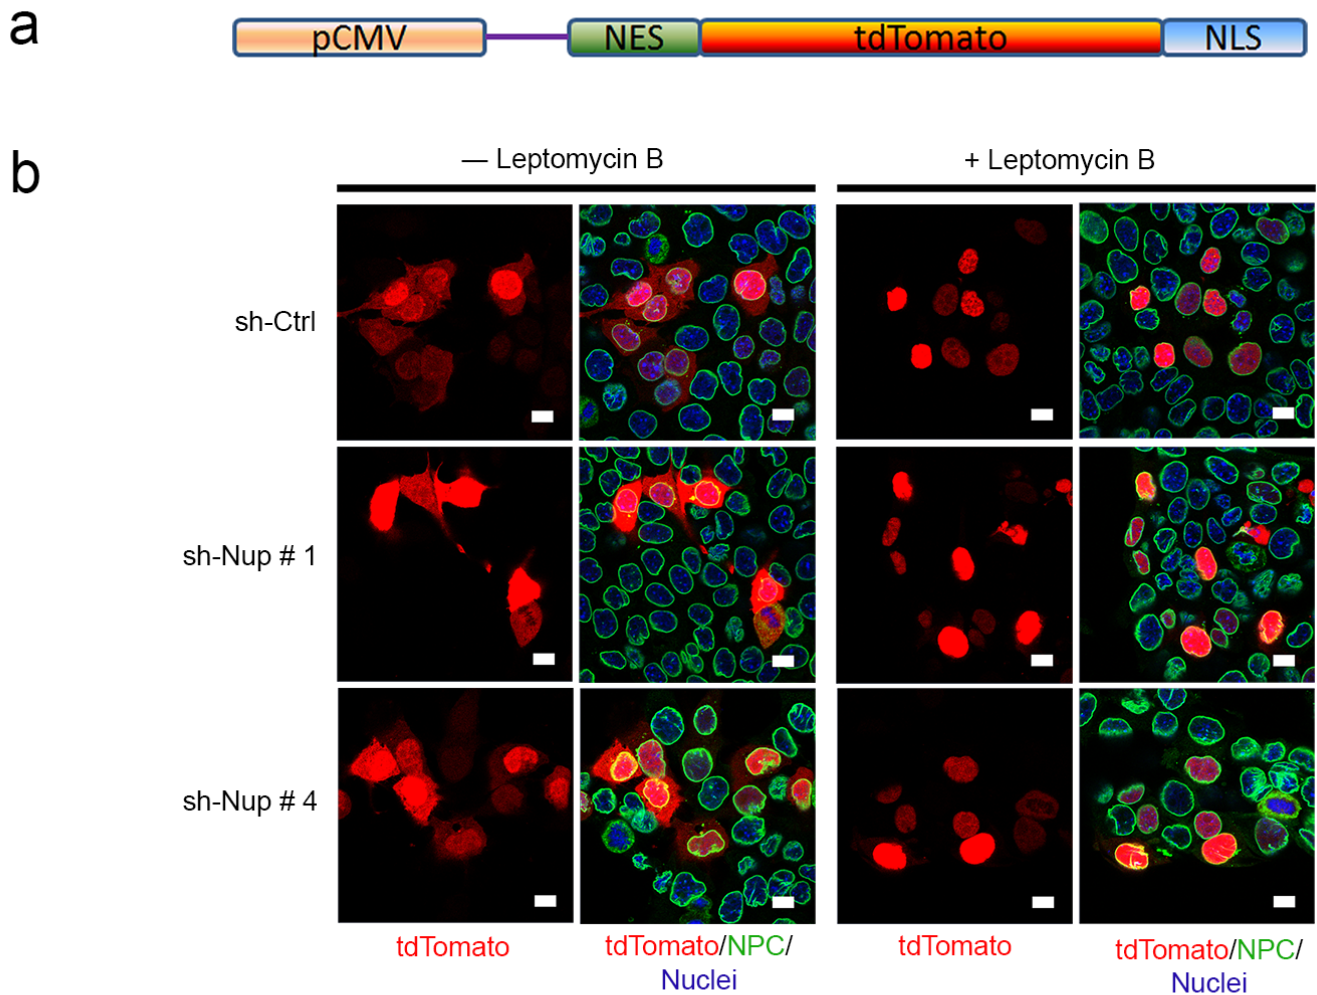 a
pCMV NES tdTomato NLS
b
— Leptomycin B + Leptomycin B
sh-Ctrl
sh-Nup # 1
sh-Nup # 4
tdTomato tdTomato/NPC/ tdTomato tdTomato/NPC/
Nuclei Nuclei